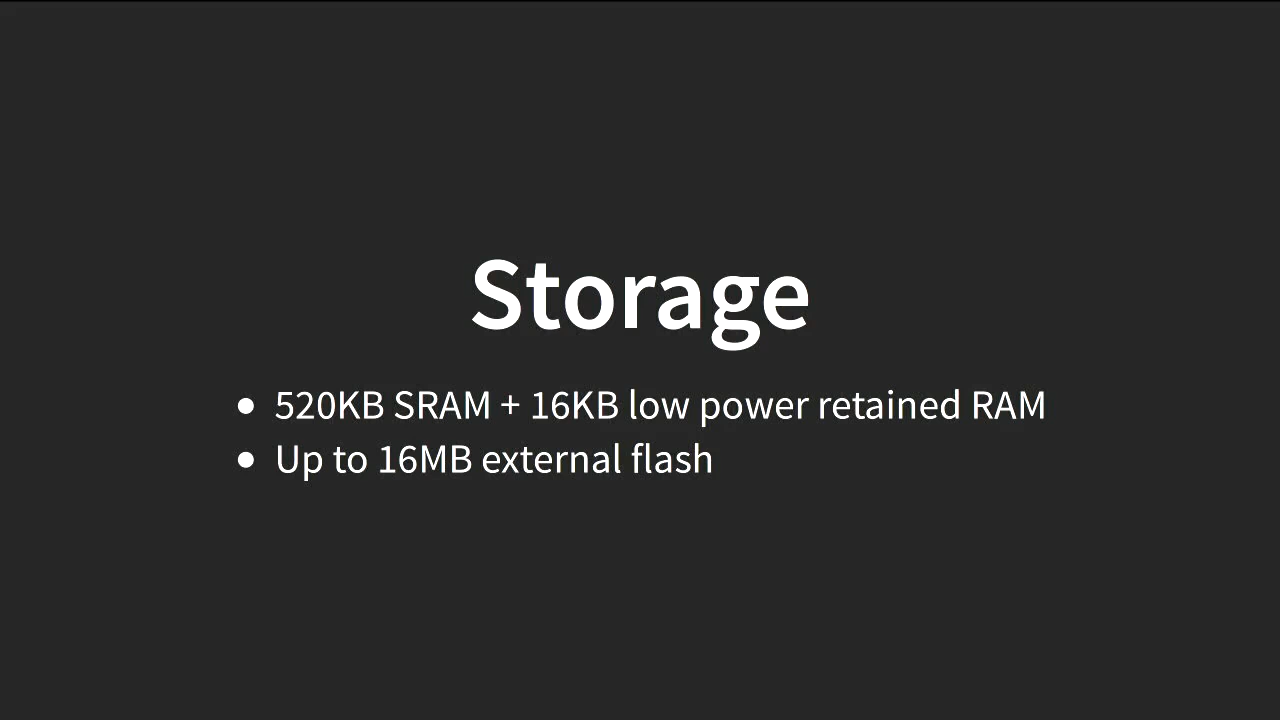 Storage
● 520KB SRAM + 16KB low power retained RAM
● Up to 16MB external flash